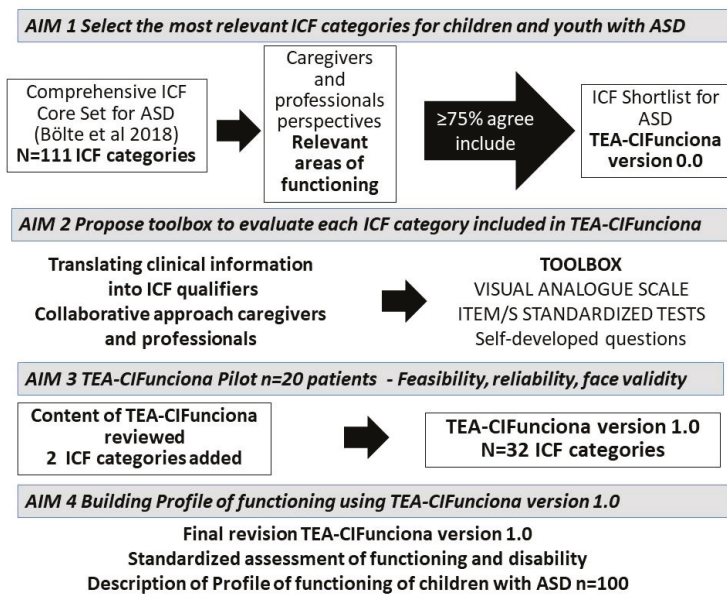 AIM 1 Select the most relevant ICF categories for children and youth with ASD
Comprehensive ICF
Core Set for ASD
(Bölte et al 2018)
N=111 ICF categories
Caregivers
and
professionals
perspectives
Relevant
areas of
functioning
≥75% agree
include
ICF Shortlist for
ASD
TEA-CIFunciona
version 0.0
AIM 2 Propose toolbox to evaluate each ICF category included in TEA-CIFunciona
Translating clinical information
into ICF qualifiers
Collaborative approach caregivers
and professionals
TOOLBOX
VISUAL ANALOGUE SCALE
ITEM/S STANDARDIZED TESTS
Self-developed questions
AIM 3 TEA-CIFunciona Pilot n=20 patients - Feasibility, reliability, face validity
Content of TEA-CIFunciona
reviewed
2 ICF categories added
TEA-CIFunciona version 1.0
N=32 ICF categories
AIM 4 Building Profile of functioning using TEA-CIFunciona version 1.0
Final revision TEA-CIFunciona version 1.0
Standardized assessment of functioning and disability
Description of Profile of functioning of children with ASD n=100